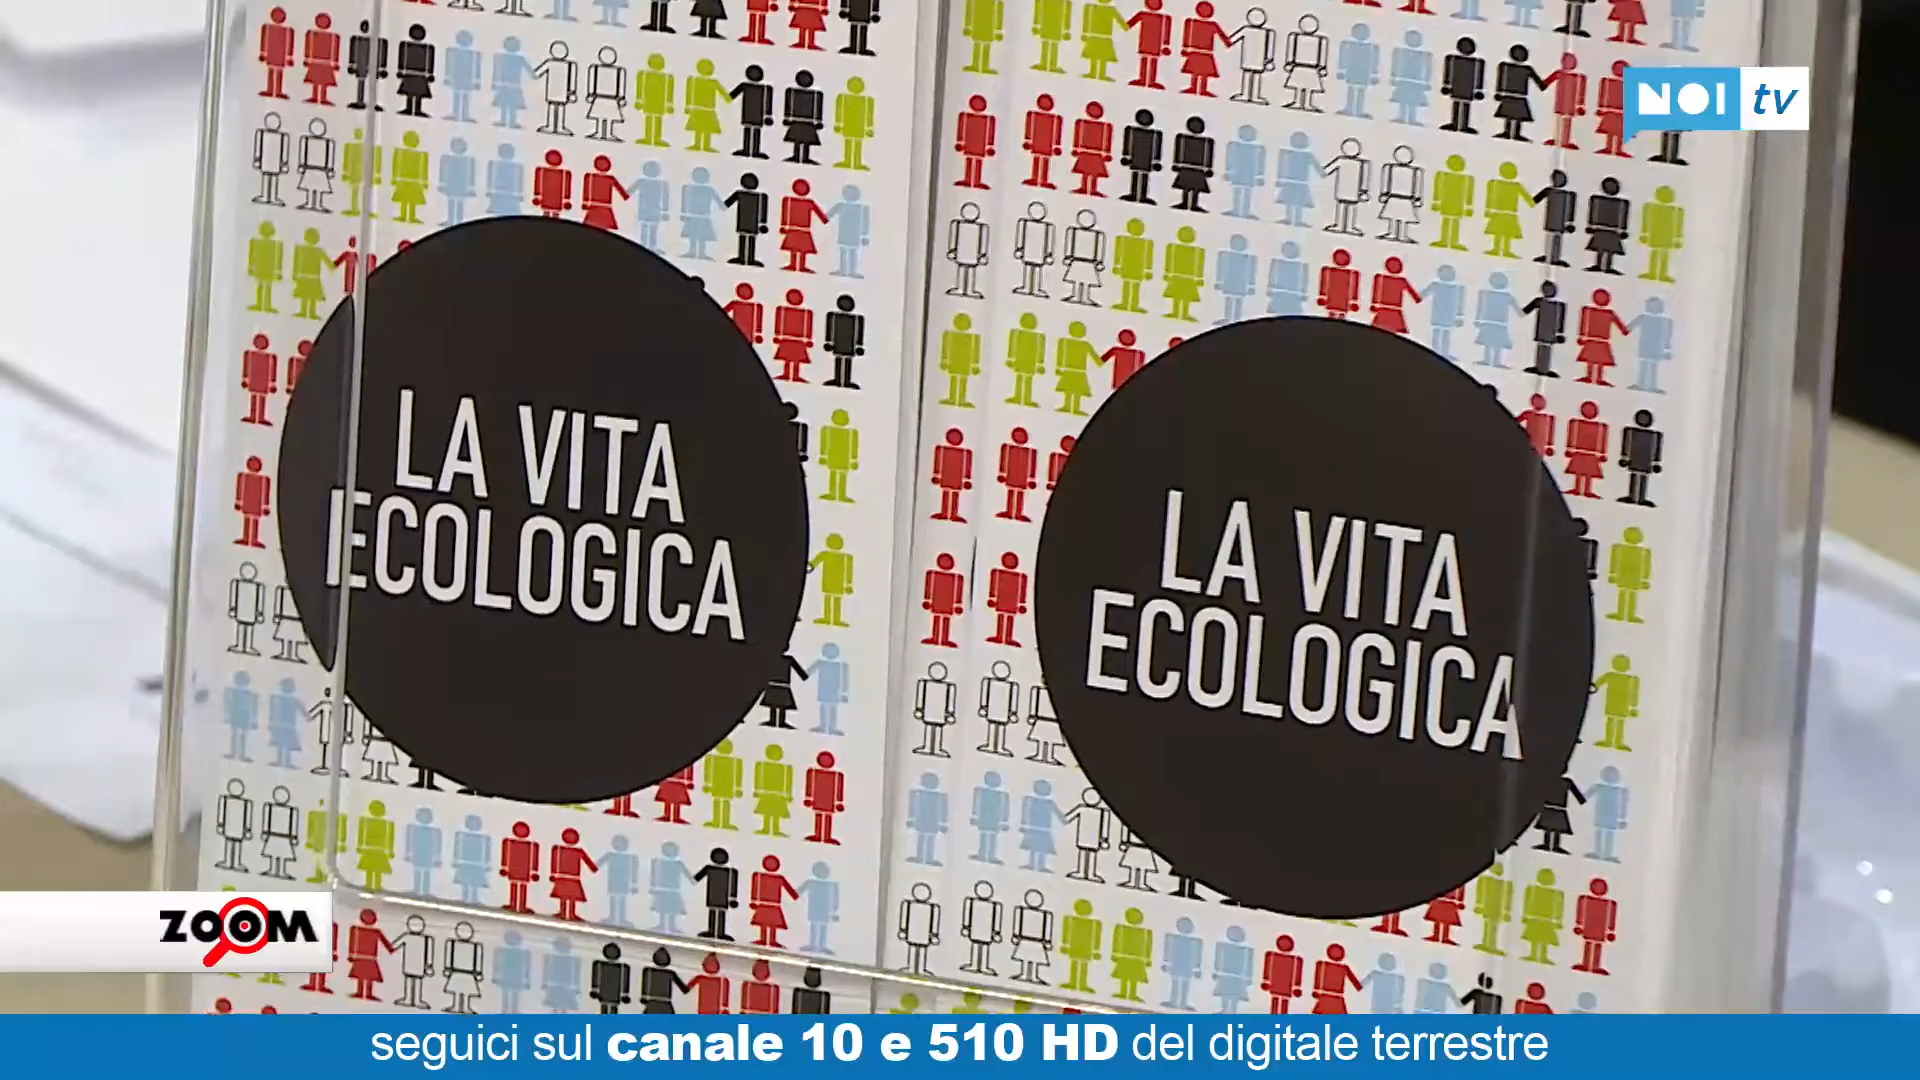 NOI tv
LA VITA
ECOLOGICA
LA VITA
ECOLOGICA
ZOOM
seguici sul canale 10 e 510 HD del digitale terrestre